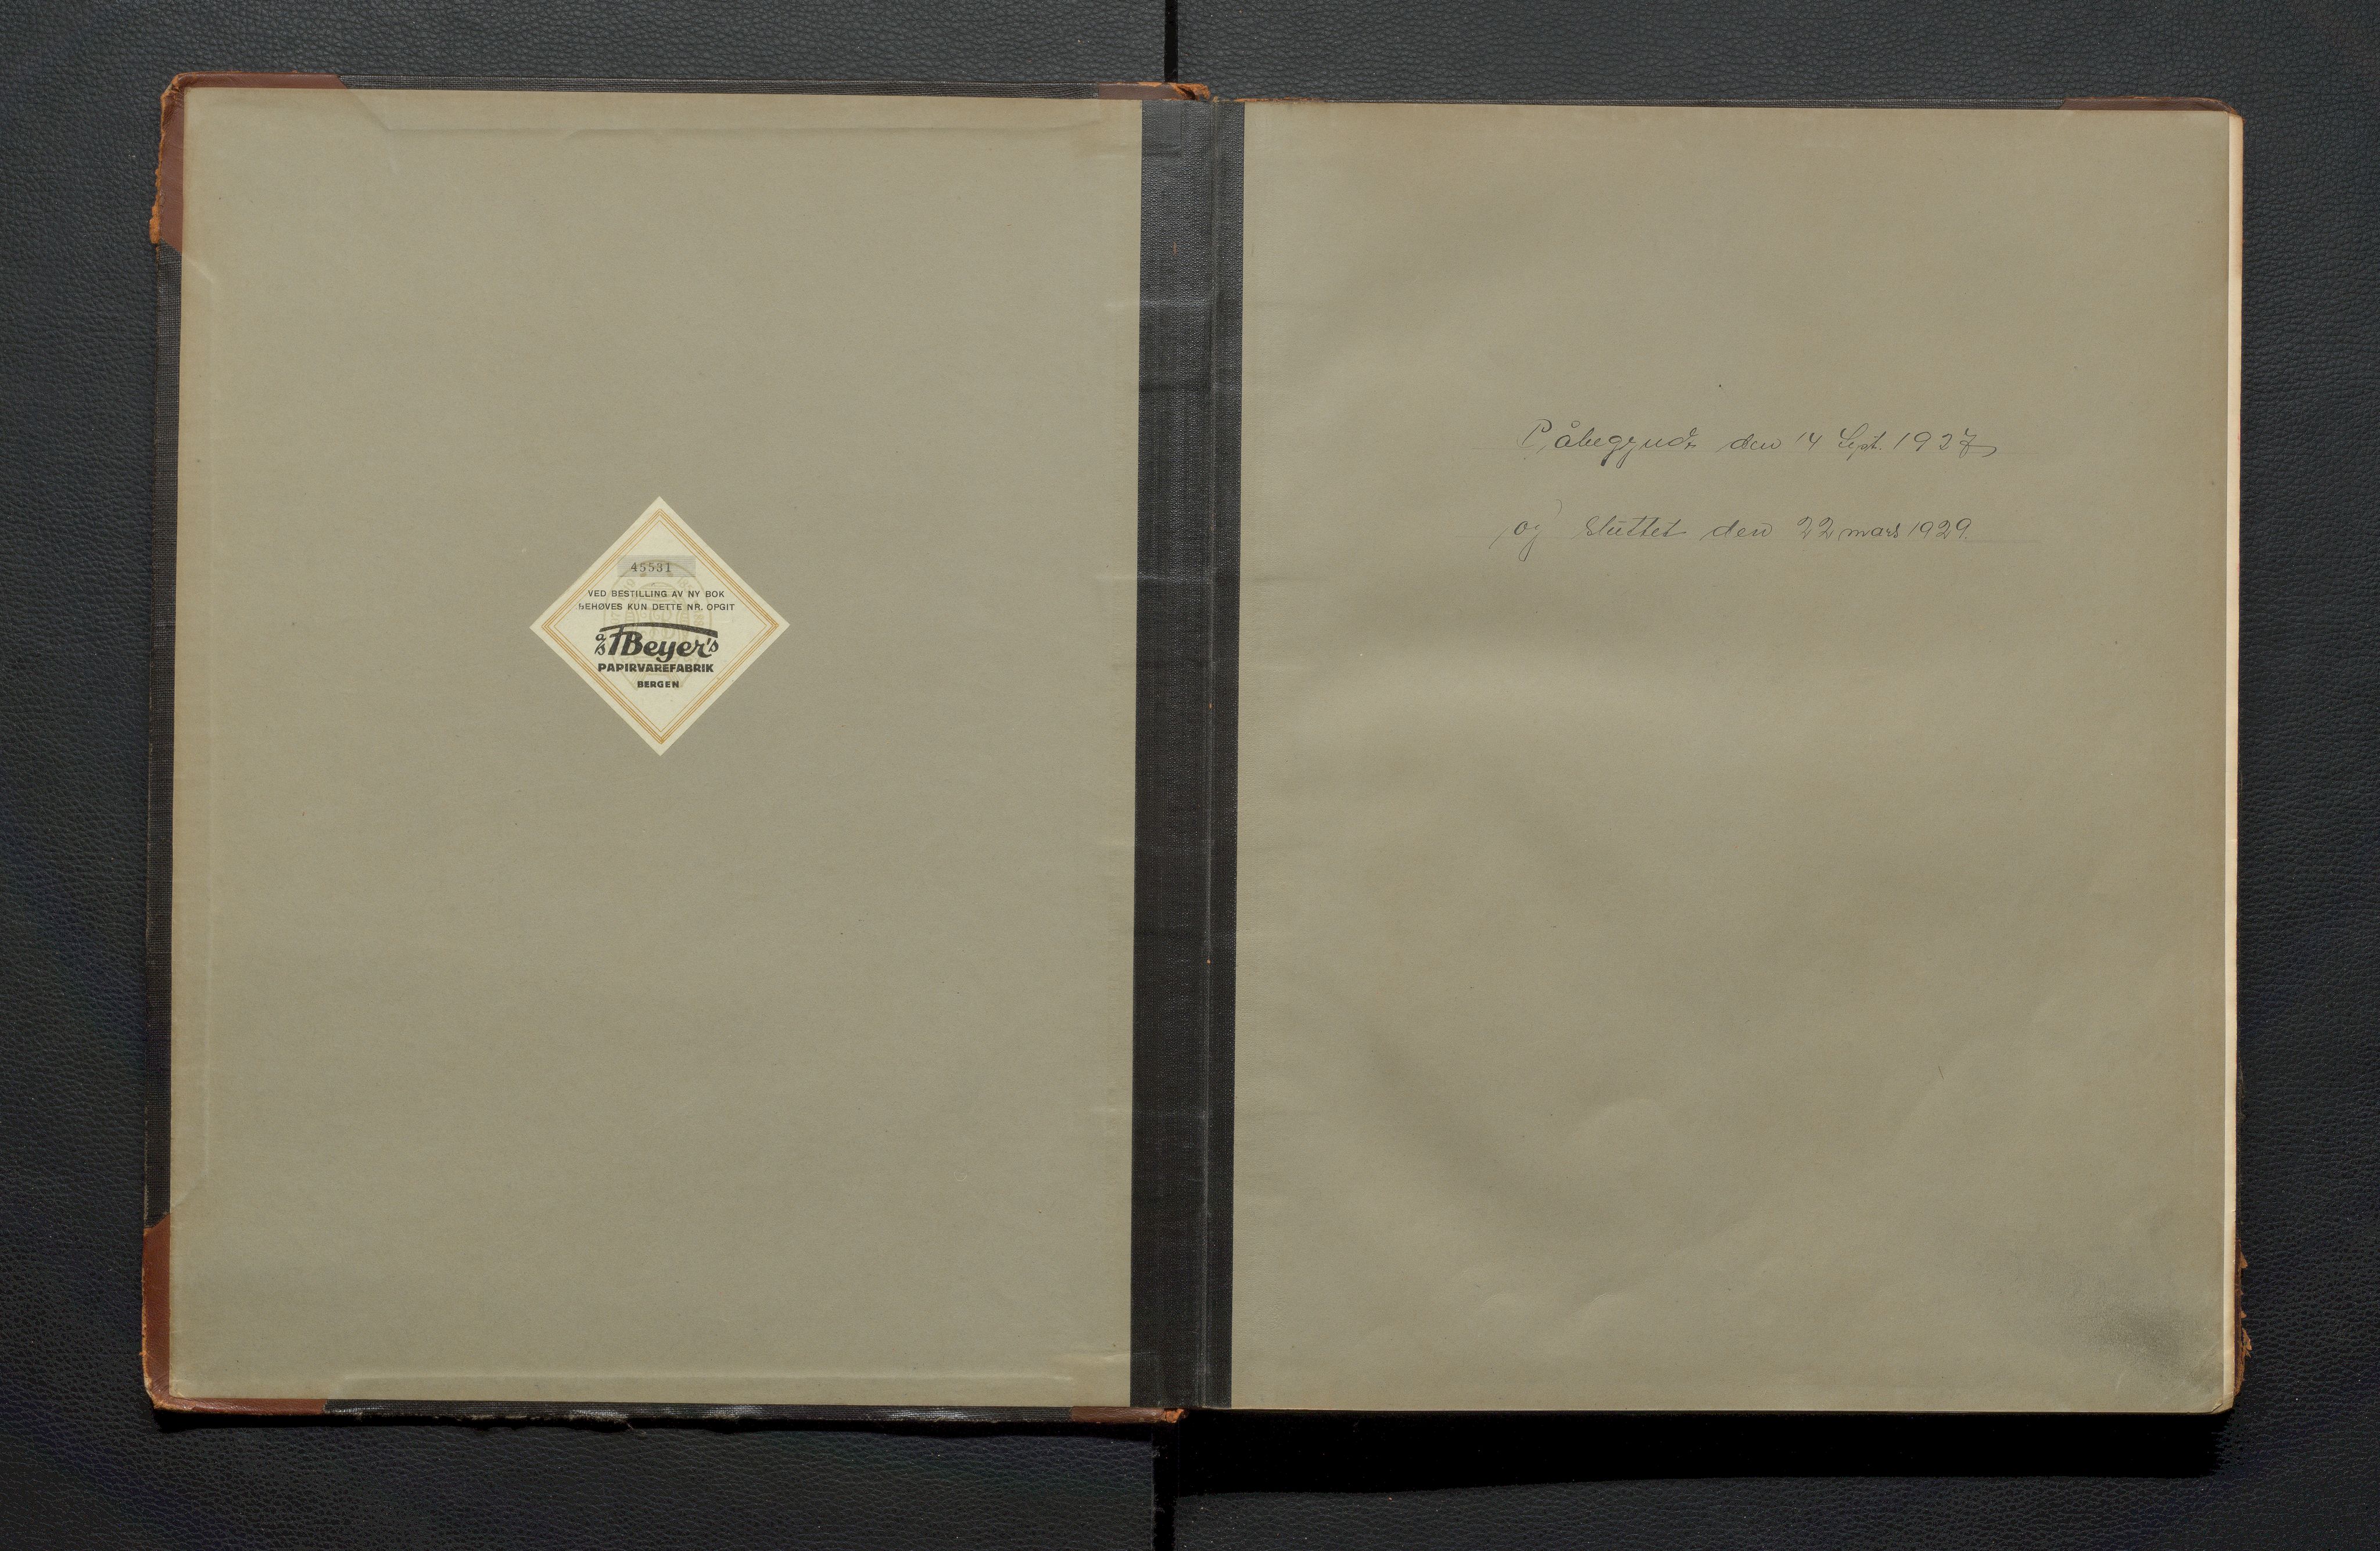 45531
VED BESTILLING AV NY BOK
BEHØVES KUN DETTE NR. OPGIT
a/s F Beyer's
PAPIRVAREFABRIK
BERGEN
Påbegynt den 14 Sept. 1927
og sluttet den 22 mars 1929.